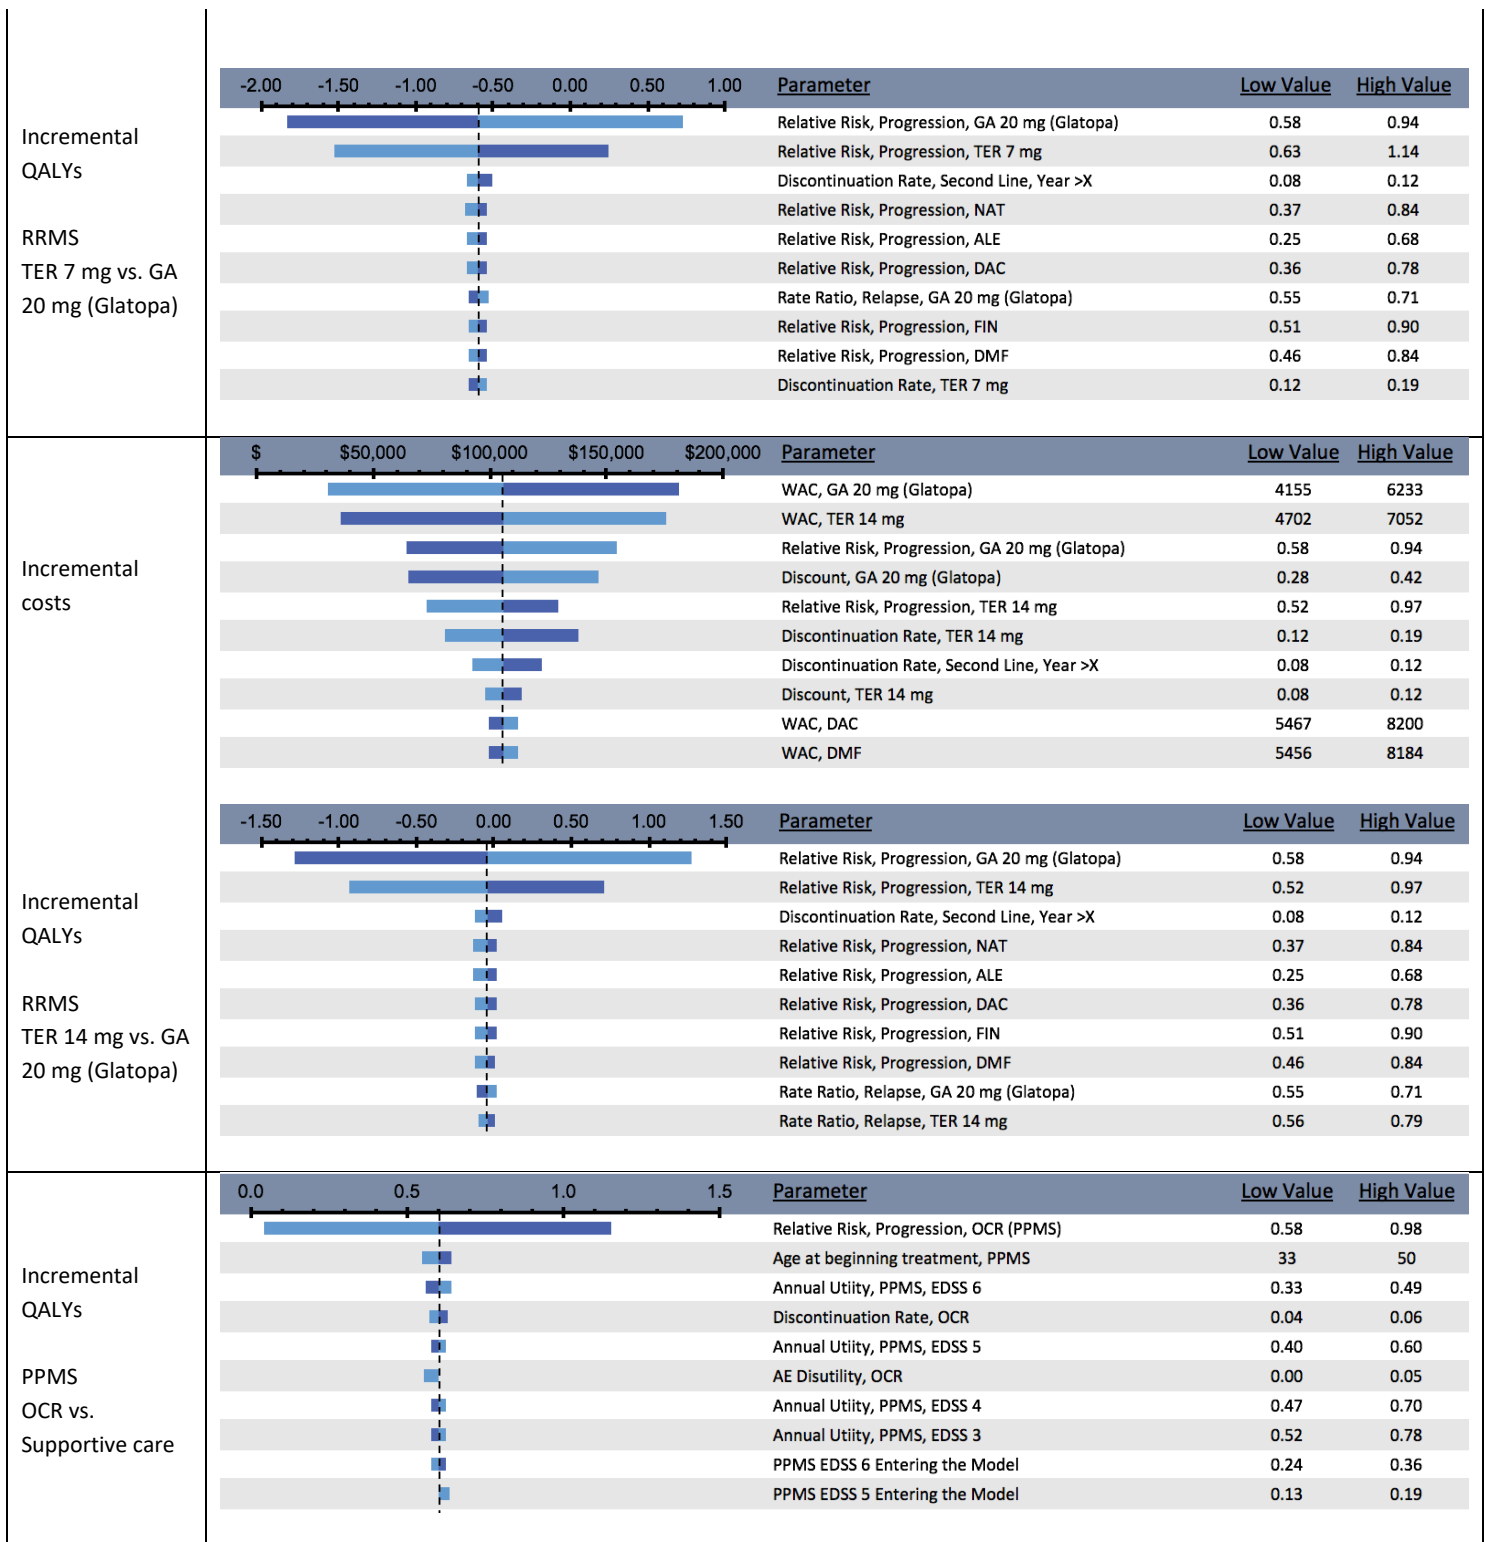 Incremental
QALYs
RRMS
TER 7 mg vs. GA
20 mg (Glatopa)
-2.00 -1.50 -1.00 -0.50 0.00 0.50 1.00 Parameter Low Value High Value
Relative Risk, Progression, GA 20 mg (Glatopa) 0.58 0.94
Relative Risk, Progression, TER 7 mg 0.63 1.14
Discontinuation Rate, Second Line, Year >X 0.08 0.12
Relative Risk, Progression, NAT 0.37 0.84
Relative Risk, Progression, ALE 0.25 0.68
Relative Risk, Progression, DAC 0.36 0.78
Rate Ratio, Relapse, GA 20 mg (Glatopa) 0.55 0.71
Relative Risk, Progression, FIN 0.51 0.90
Relative Risk, Progression, DMF 0.46 0.84
Discontinuation Rate, TER 7 mg 0.12 0.19
Incremental
costs
$ $50,000 $100,000 $150,000 $200,000 Parameter Low Value High Value
WAC, GA 20 mg (Glatopa) 4155 6233
WAC, TER 14 mg 4702 7052
Relative Risk, Progression, GA 20 mg (Glatopa) 0.58 0.94
Discount, GA 20 mg (Glatopa) 0.28 0.42
Relative Risk, Progression, TER 14 mg 0.52 0.97
Discontinuation Rate, TER 14 mg 0.12 0.19
Discontinuation Rate, Second Line, Year >X 0.08 0.12
Discount, TER 14 mg 0.08 0.12
WAC, DAC 5467 8200
WAC, DMF 5456 8184
Incremental
QALYs
RRMS
TER 14 mg vs. GA
20 mg (Glatopa)
-1.50 -1.00 -0.50 0.00 0.50 1.00 1.50 Parameter Low Value High Value
Relative Risk, Progression, GA 20 mg (Glatopa) 0.58 0.94
Relative Risk, Progression, TER 14 mg 0.52 0.97
Discontinuation Rate, Second Line, Year >X 0.08 0.12
Relative Risk, Progression, NAT 0.37 0.84
Relative Risk, Progression, ALE 0.25 0.68
Relative Risk, Progression, DAC 0.36 0.78
Relative Risk, Progression, FIN 0.51 0.90
Relative Risk, Progression, DMF 0.46 0.84
Rate Ratio, Relapse, GA 20 mg (Glatopa) 0.55 0.71
Rate Ratio, Relapse, TER 14 mg 0.56 0.79
Incremental
QALYs
PPMS
OCR vs.
Supportive care
0.0 0.5 1.0 1.5 Parameter Low Value High Value
Relative Risk, Progression, OCR (PPMS) 0.58 0.98
Age at beginning treatment, PPMS 33 50
Annual Utiity, PPMS, EDSS 6 0.33 0.49
Discontinuation Rate, OCR 0.04 0.06
Annual Utiity, PPMS, EDSS 5 0.40 0.60
AE Disutility, OCR 0.00 0.05
Annual Utiity, PPMS, EDSS 4 0.47 0.70
Annual Utiity, PPMS, EDSS 3 0.52 0.78
PPMS EDSS 6 Entering the Model 0.24 0.36
PPMS EDSS 5 Entering the Model 0.13 0.19